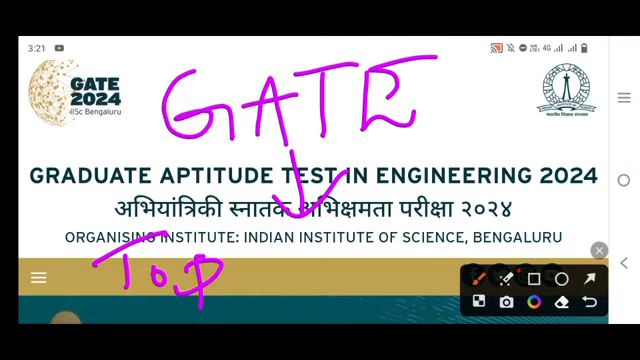 3:21
4G
GATE
2024
IISc Bengaluru
GATE
GRADUATE APTITUDE TEST IN ENGINEERING 2024
अभियांत्रिकी स्नातक अभिक्षमता परीक्षा २०२४
ORGANISING INSTITUTE: INDIAN INSTITUTE OF SCIENCE, BENGALURU
Top